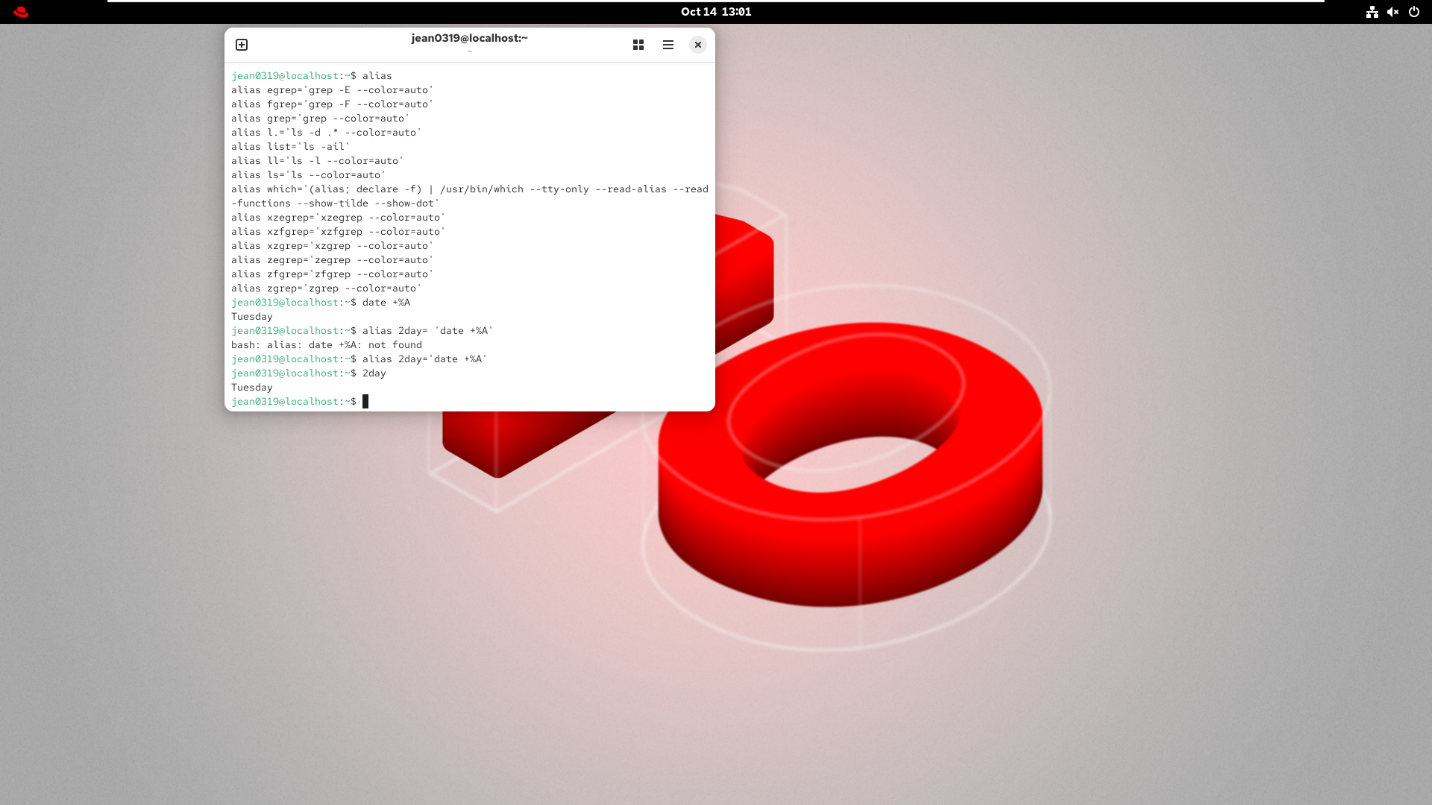 Oct 14 13:01
jean0319@localhost:~
~
jean0319@localhost:~$ alias
alias egrep='grep -E --color=auto'
alias fgrep='grep -F --color=auto'
alias grep='grep --color=auto'
alias l.='ls -d .* --color=auto'
alias list='ls -ail'
alias ll='ls -l --color=auto'
alias ls='ls --color=auto'
alias which='(alias; declare -f) | /usr/bin/which --tty-only --read-alias --read
-functions --show-tilde --show-dot'
alias xzegrep='xzegrep --color=auto'
alias xzfgrep='xzfgrep --color=auto'
alias xzgrep='xzgrep --color=auto'
alias zegrep='zegrep --color=auto'
alias zfgrep='zfgrep --color=auto'
alias zgrep='zgrep --color=auto'
jean0319@localhost:~$ date +%A
Tuesday
jean0319@localhost:~$ alias 2day= 'date +%A'
bash: alias: date +%A: not found
jean0319@localhost:~$ alias 2day='date +%A'
jean0319@localhost:~$ 2day
Tuesday
jean0319@localhost:~$
10